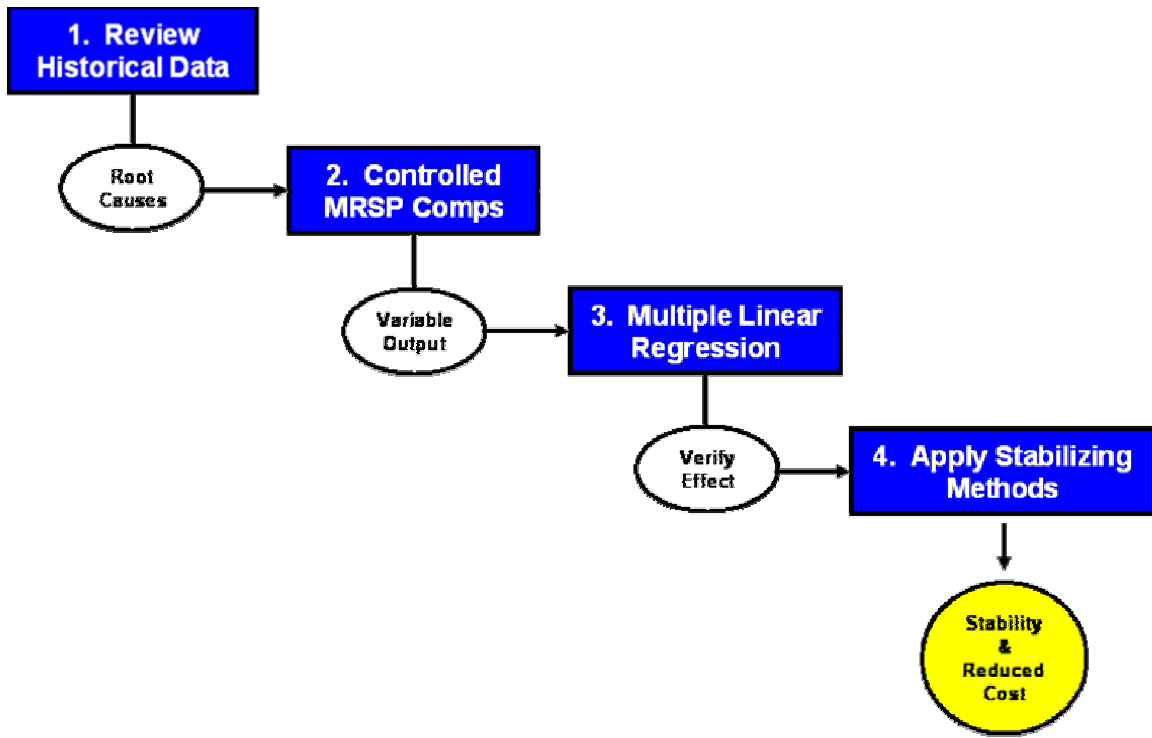 1. Review
Historical Data
Root
Causes
2. Controlled
MRSP Comps
Variable
Output
3. Multiple Linear
Regression
Verify
Effect
4. Apply Stabilizing
Methods
Stability
&
Reduced
Cost